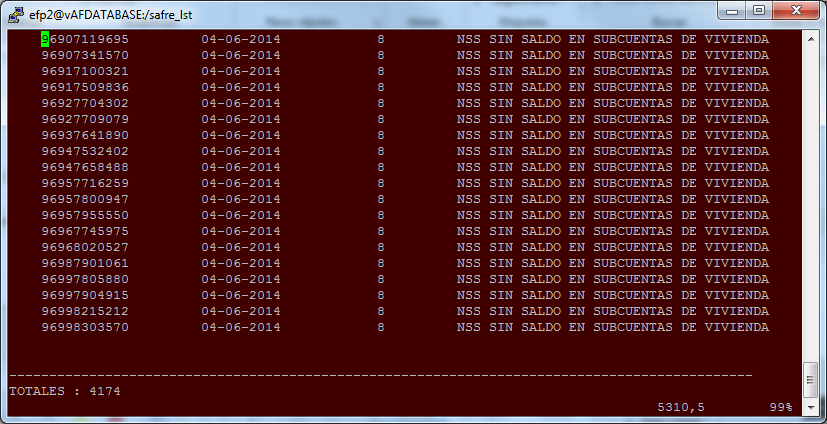 efp2@vAFDATABASE:/safre_lst
96907119695 04-06-2014 8 NSS SIN SALDO EN SUBCUENTAS DE VIVIENDA
96907341570 04-06-2014 8 NSS SIN SALDO EN SUBCUENTAS DE VIVIENDA
96917100321 04-06-2014 8 NSS SIN SALDO EN SUBCUENTAS DE VIVIENDA
96917509836 04-06-2014 8 NSS SIN SALDO EN SUBCUENTAS DE VIVIENDA
96927704302 04-06-2014 8 NSS SIN SALDO EN SUBCUENTAS DE VIVIENDA
96927709079 04-06-2014 8 NSS SIN SALDO EN SUBCUENTAS DE VIVIENDA
96937641890 04-06-2014 8 NSS SIN SALDO EN SUBCUENTAS DE VIVIENDA
96947532402 04-06-2014 8 NSS SIN SALDO EN SUBCUENTAS DE VIVIENDA
96947658488 04-06-2014 8 NSS SIN SALDO EN SUBCUENTAS DE VIVIENDA
96957716259 04-06-2014 8 NSS SIN SALDO EN SUBCUENTAS DE VIVIENDA
96957800947 04-06-2014 8 NSS SIN SALDO EN SUBCUENTAS DE VIVIENDA
96957955550 04-06-2014 8 NSS SIN SALDO EN SUBCUENTAS DE VIVIENDA
96967745975 04-06-2014 8 NSS SIN SALDO EN SUBCUENTAS DE VIVIENDA
96968020527 04-06-2014 8 NSS SIN SALDO EN SUBCUENTAS DE VIVIENDA
96987901061 04-06-2014 8 NSS SIN SALDO EN SUBCUENTAS DE VIVIENDA
96997805880 04-06-2014 8 NSS SIN SALDO EN SUBCUENTAS DE VIVIENDA
96997904915 04-06-2014 8 NSS SIN SALDO EN SUBCUENTAS DE VIVIENDA
96998215212 04-06-2014 8 NSS SIN SALDO EN SUBCUENTAS DE VIVIENDA
96998303570 04-06-2014 8 NSS SIN SALDO EN SUBCUENTAS DE VIVIENDA
---------------------------------------------------------------------------------------------
TOTALES : 4174
5310,5 99%